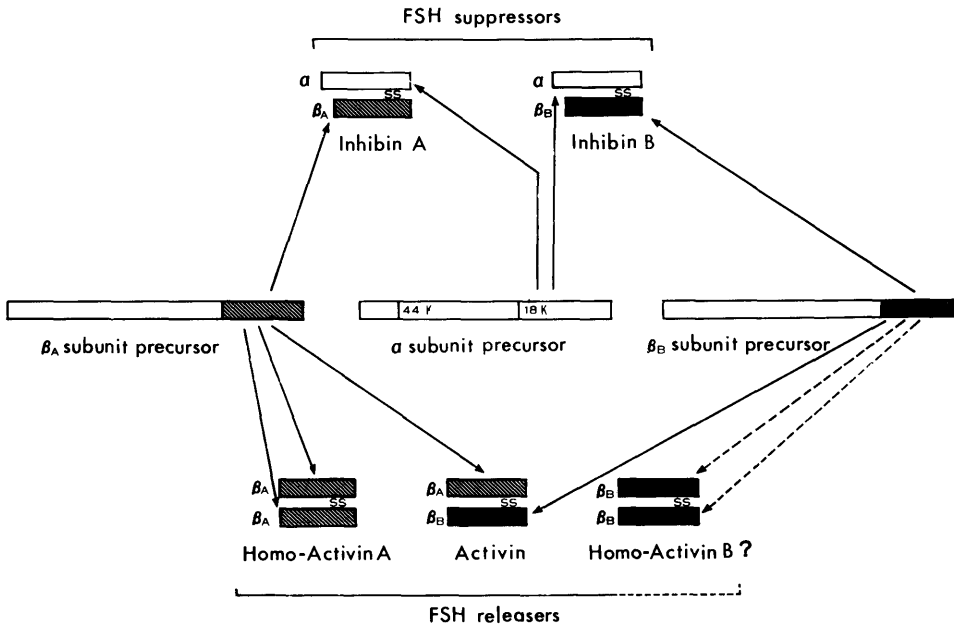 FSH suppressors
α
SS
βA
Inhibin A
α
SS
βB
Inhibin B
44 K
18 K
βA subunit precursor
α subunit precursor
βB subunit precursor
βA
SS
βA
Homo-Activin A
βA
SS
βB
Activin
βB
SS
βB
Homo-Activin B ?
FSH releasers